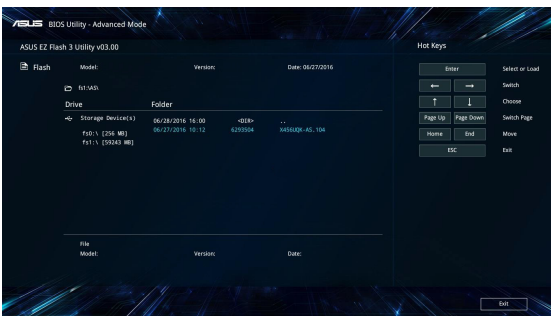 ASUS BIOS Utility - Advanced Mode
ASUS EZ Flash 3 Utility v03.00
Flash
Model: Version: Date: 06/27/2016
fs1:\AS\
Drive Folder
Storage Device(s)
fs0:\ [256 MB]
fs1:\ [59243 MB]
06/28/2016 16:00 <DIR> ..
06/27/2016 10:12 6293504 X456UQK-AS.104
File
Model: Version: Date:
Hot Keys
Enter Select or Load
← → Switch
↑ ↓ Choose
Page Up Page Down Switch Page
Home End Move
ESC Exit
Exit